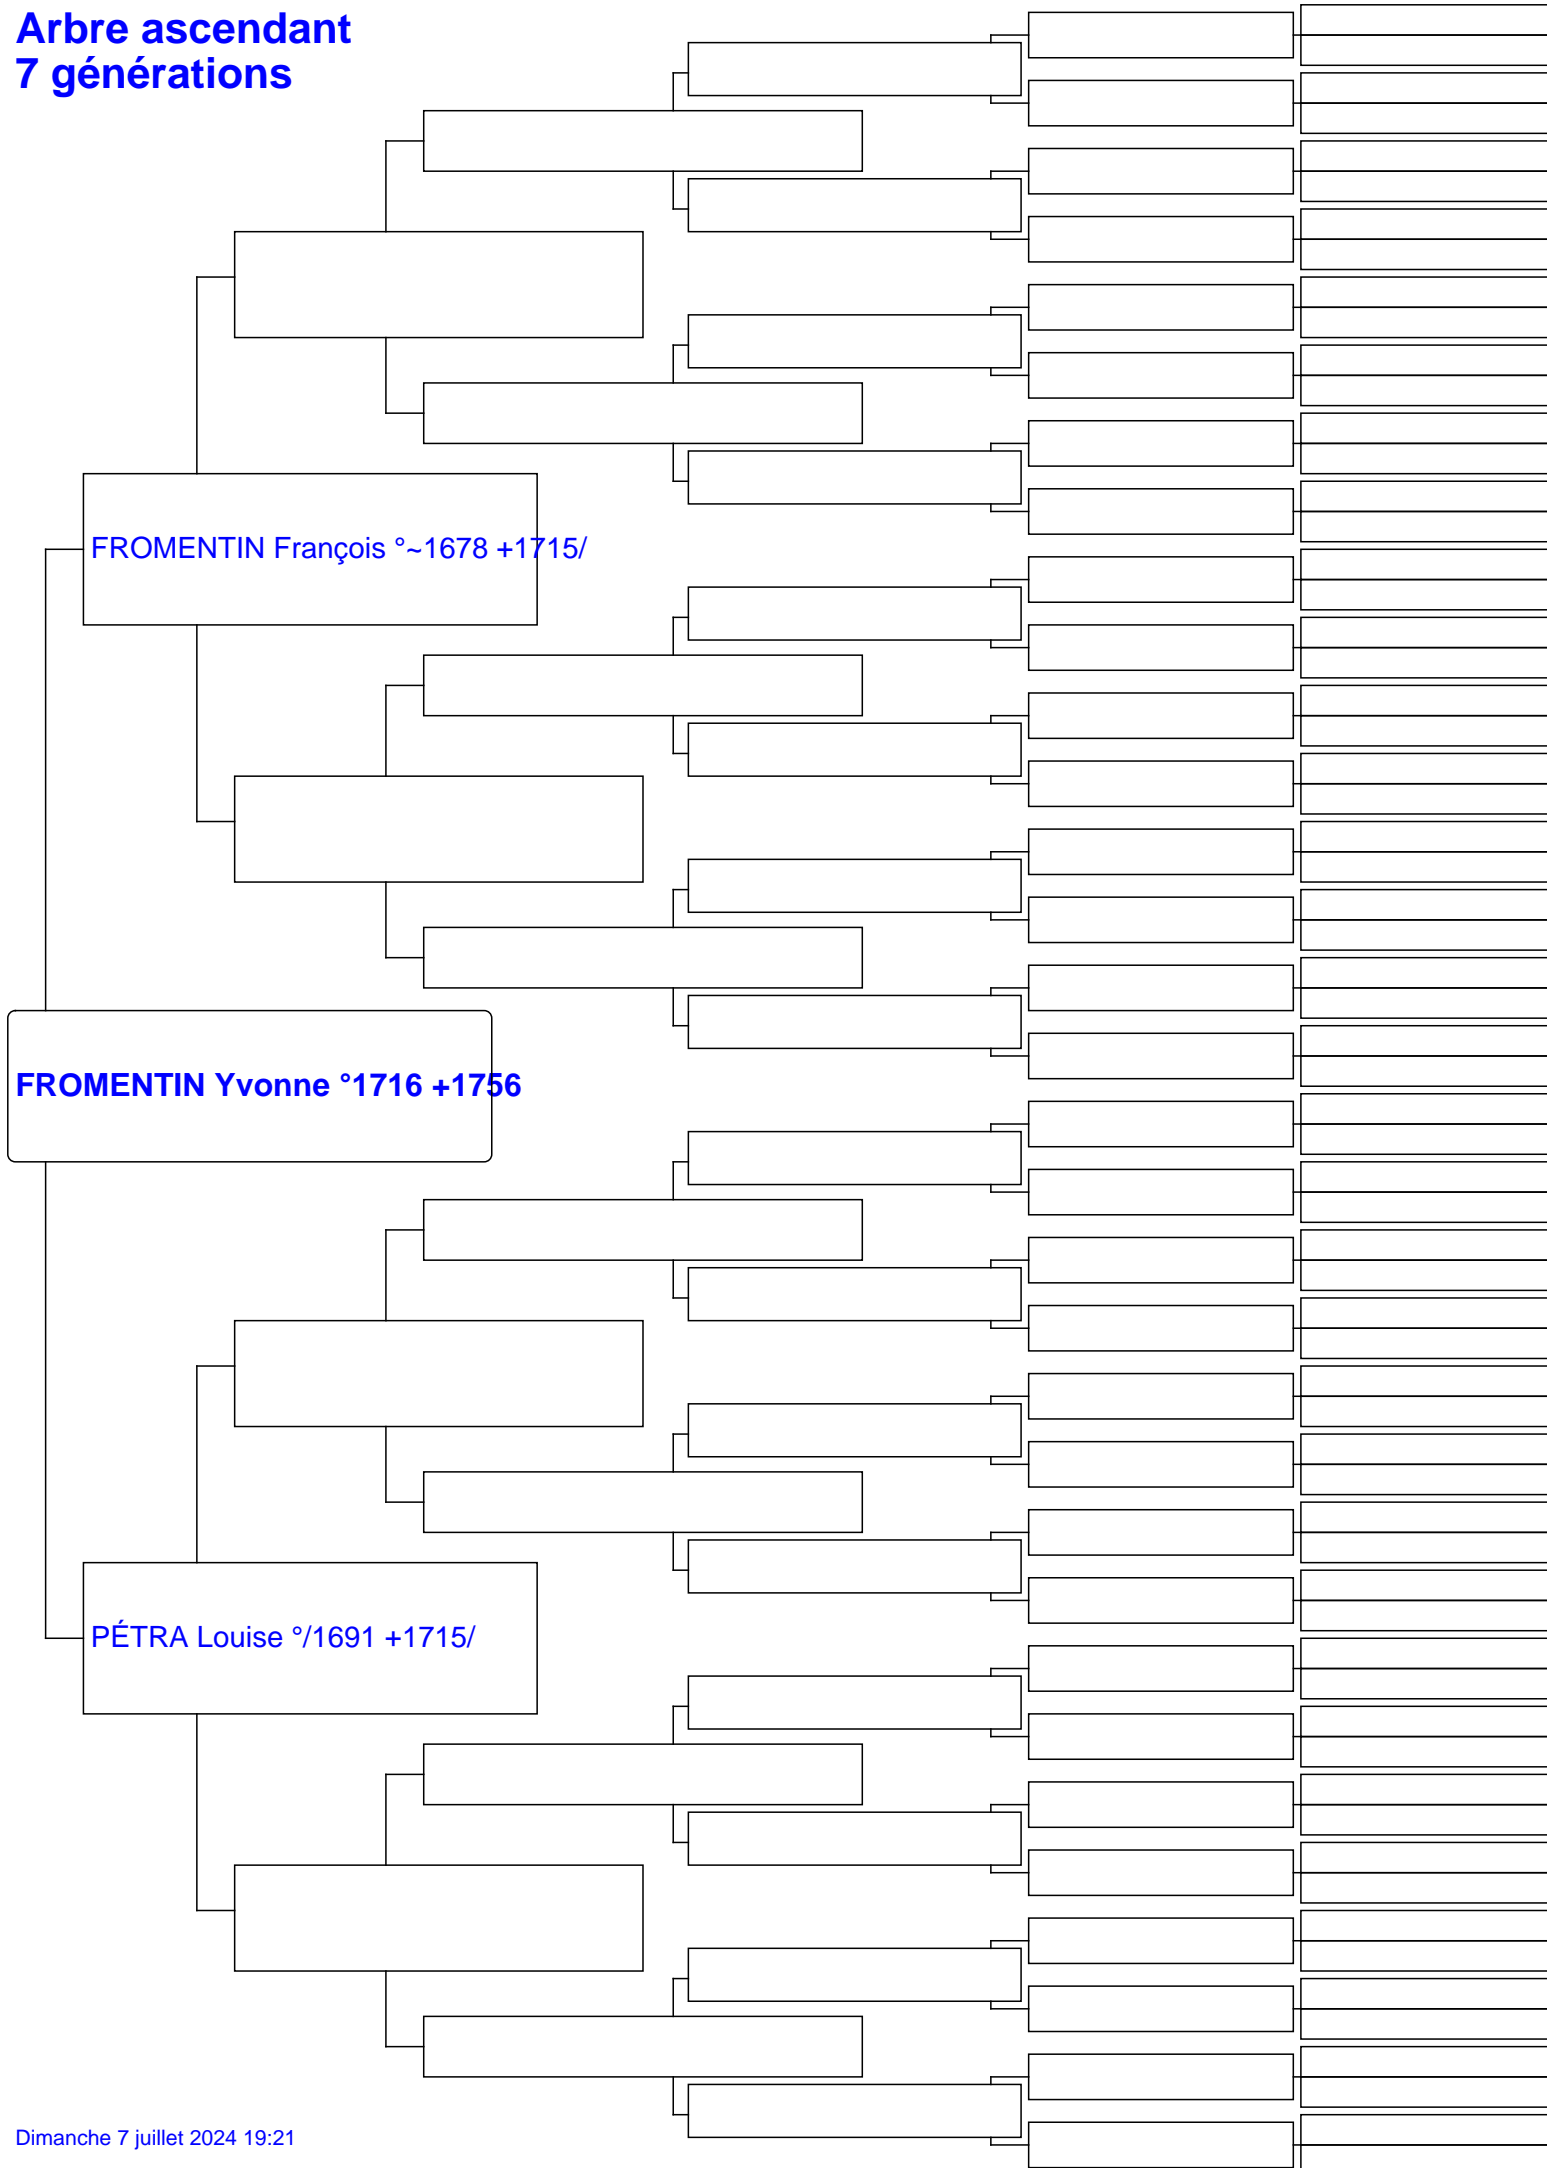 Arbre ascendant
7 générations
FROMENTIN François °~1678 +1715/
FROMENTIN Yvonne °1716 +1756
PÉTRA Louise °/1691 +1715/
Dimanche 7 juillet 2024 19:21